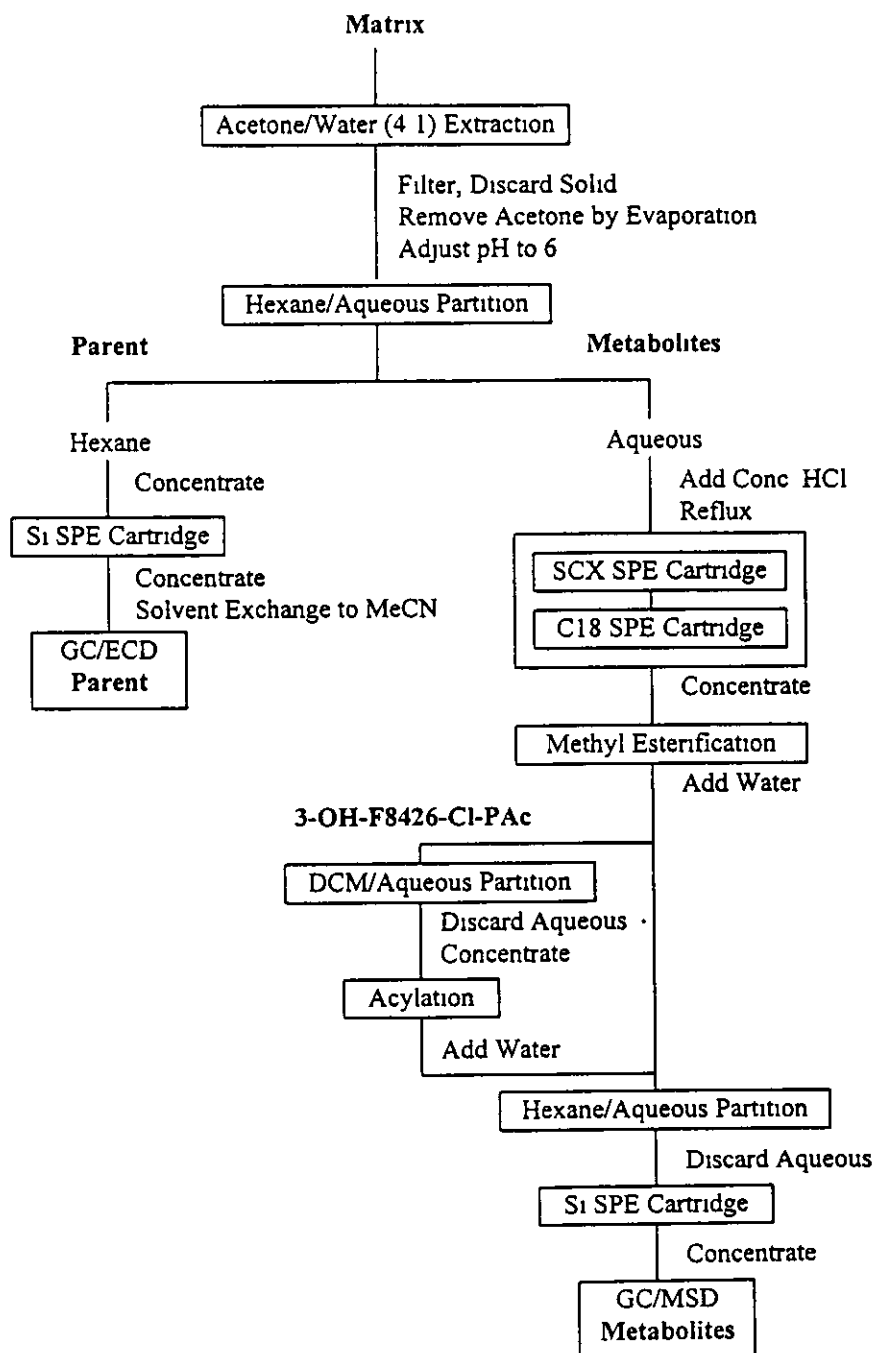 Matrix
Acetone/Water (4 1) Extraction
Filter, Discard Solid
Remove Acetone by Evaporation
Adjust pH to 6
Hexane/Aqueous Partition
Parent
Metabolites
Hexane
Concentrate
Si SPE Cartridge
Concentrate
Solvent Exchange to MeCN
GC/ECD
Parent
Aqueous
Add Conc HCl
Reflux
SCX SPE Cartridge
C18 SPE Cartridge
Concentrate
Methyl Esterification
Add Water
3-OH-F8426-Cl-PAc
DCM/Aqueous Partition
Discard Aqueous
Concentrate
Acylation
Add Water
Hexane/Aqueous Partition
Discard Aqueous
Si SPE Cartridge
Concentrate
GC/MSD
Metabolites